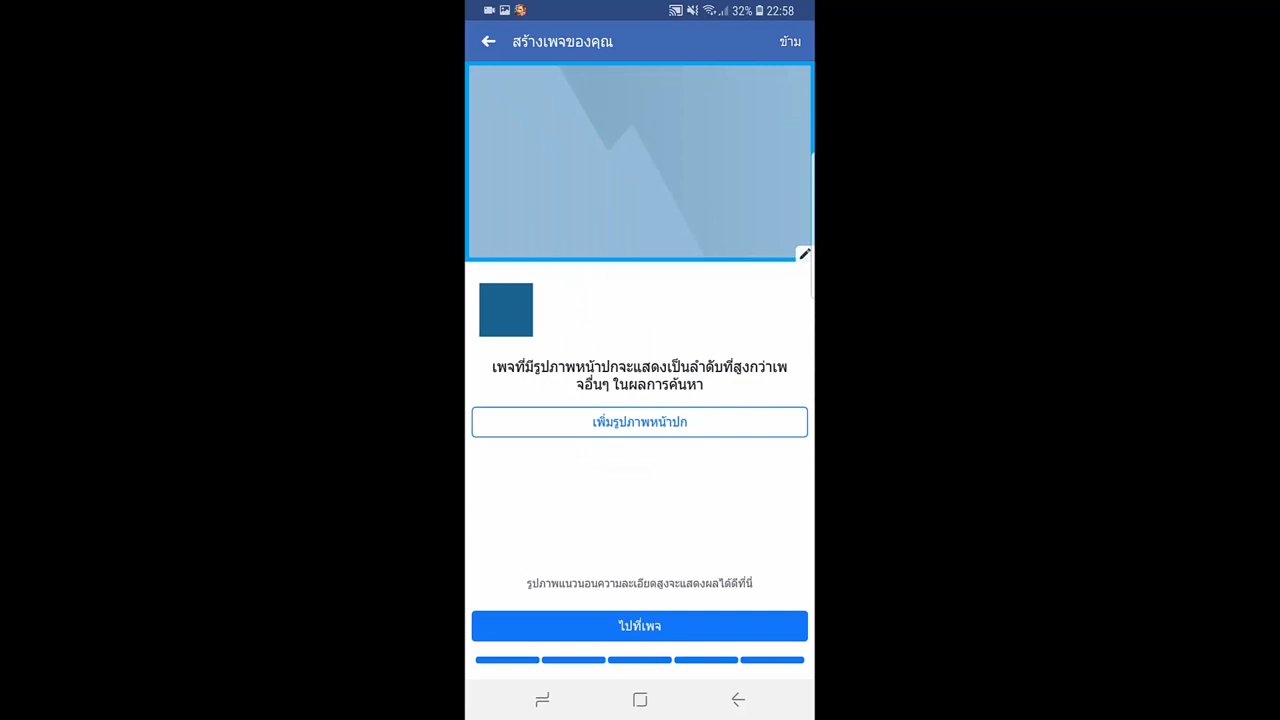 32% 22:58
สร้างเพจของคุณ ข้าม
เพจที่มีรูปภาพหน้าปกจะแสดงเป็นลำดับที่สูงกว่าเพ
จอื่นๆ ในผลการค้นหา
เพิ่มรูปภาพหน้าปก
รูปภาพแนวนอนความละเอียดสูงจะแสดงผลได้ดีที่นี่
ไปที่เพจ